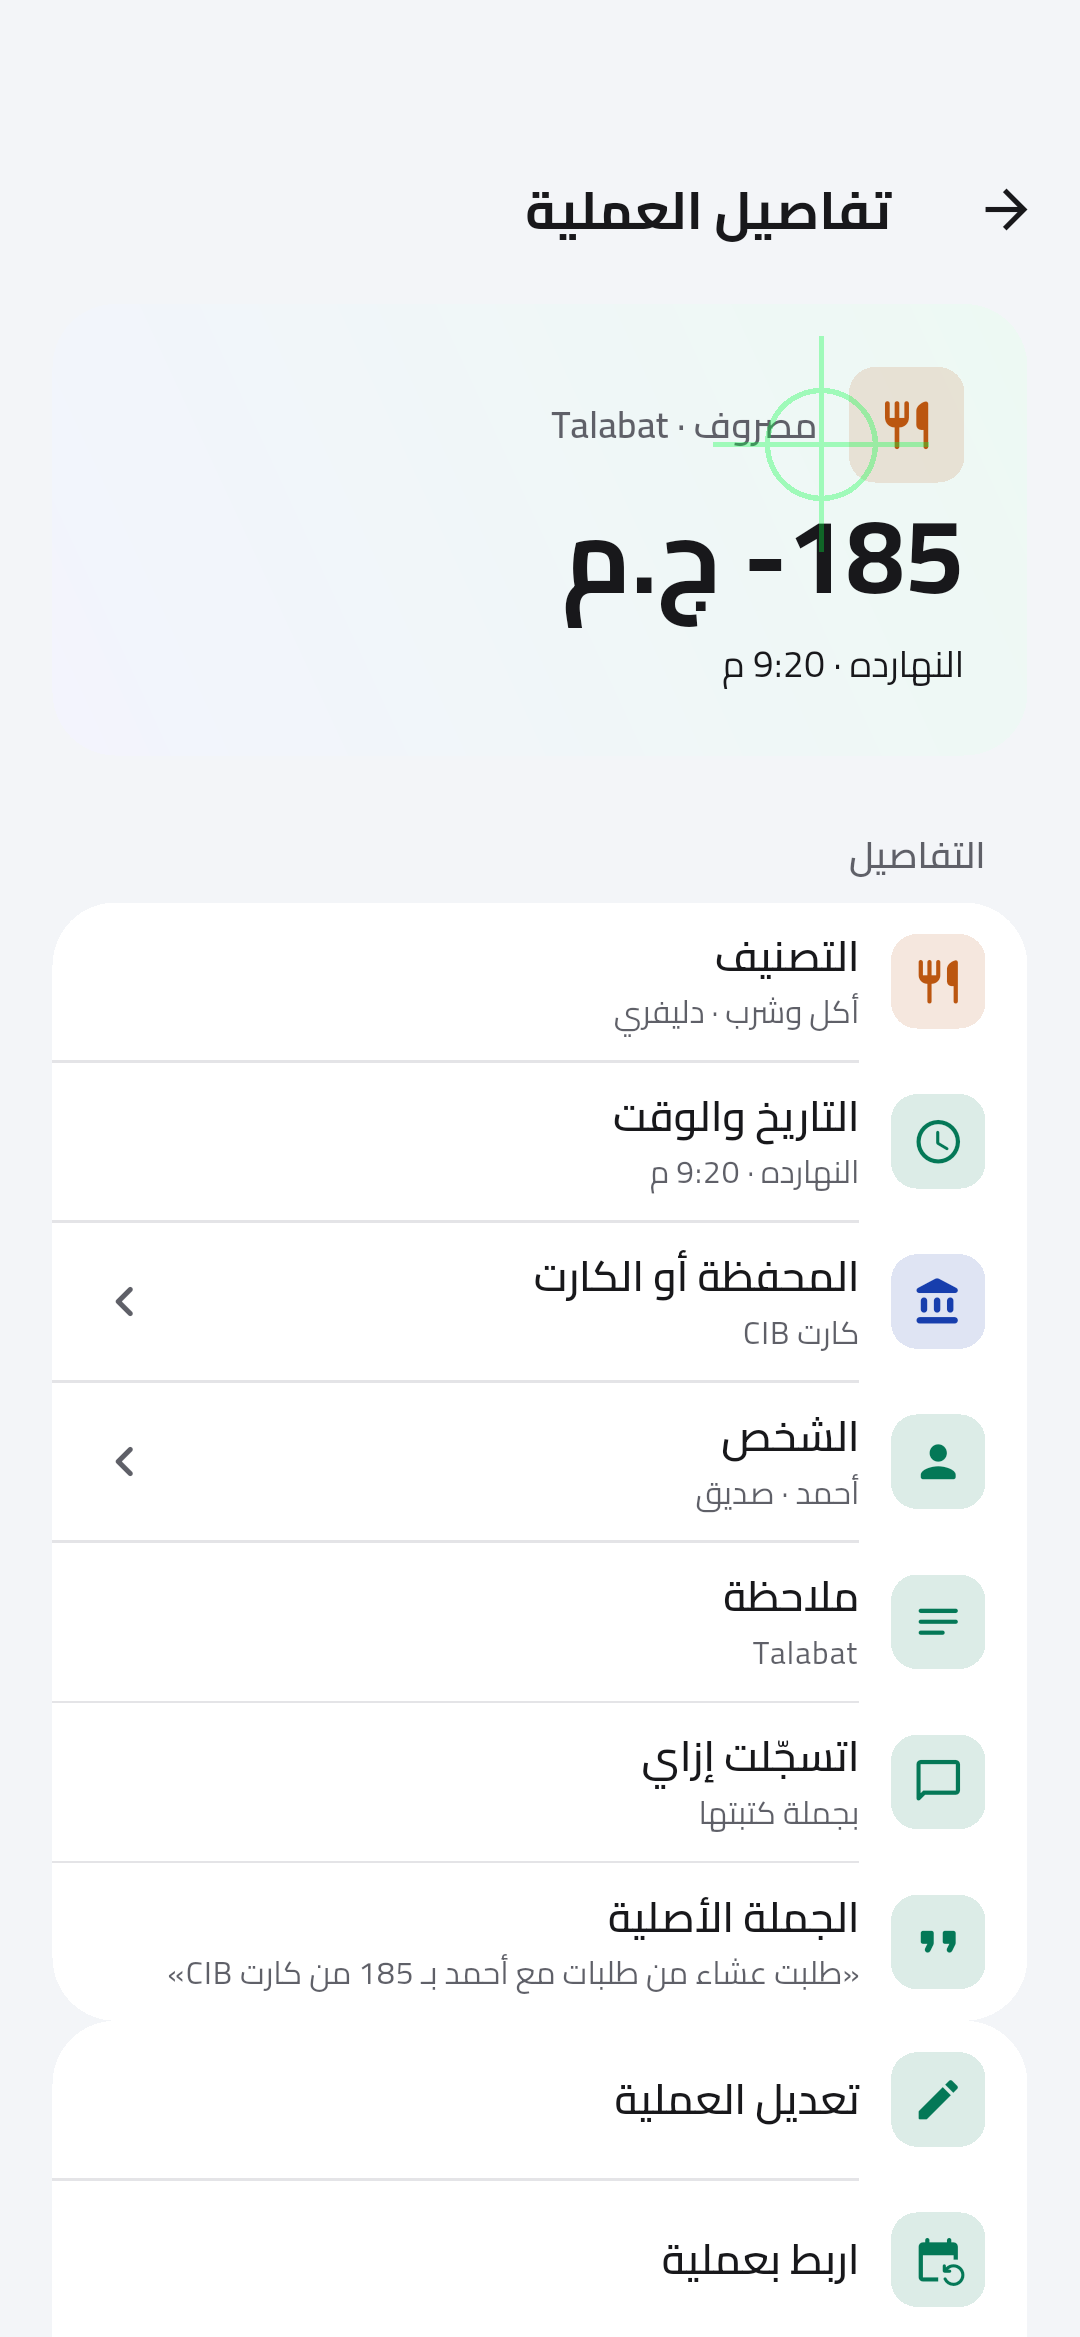 تفاصيل العملية
مصروف · Talabat
185- ج.م
النهارده · 9:20 م
التفاصيل
التصنيف
أكل وشرب · دليفري
التاريخ والوقت
النهارده · 9:20 م
المحفظة أو الكارت
كارت CIB
الشخص
أحمد · صديق
ملاحظة
Talabat
اتسجّلت إزاي
بجملة كتبتها
الجملة الأصلية
«طلبت عشاء من طلبات مع أحمد بـ 185 من كارت CIB»
تعديل العملية
اربط بعملية